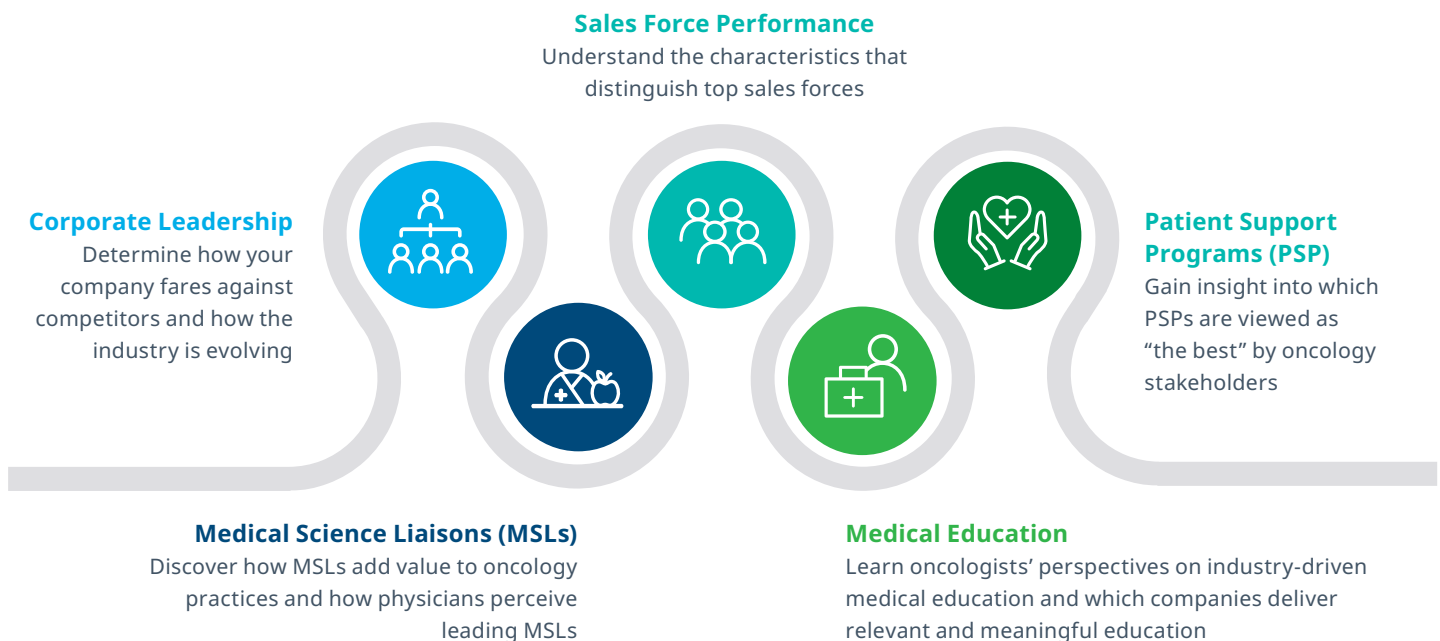 Sales Force Performance
Understand the characteristics that
distinguish top sales forces
Corporate Leadership
Determine how your
company fares against
competitors and how the
industry is evolving
Patient Support
Programs (PSP)
Gain insight into which
PSPs are viewed as
“the best” by oncology
stakeholders
Medical Science Liaisons (MSLs)
Discover how MSLs add value to oncology
practices and how physicians perceive
leading MSLs
Medical Education
Learn oncologists’ perspectives on industry-driven
medical education and which companies deliver
relevant and meaningful education